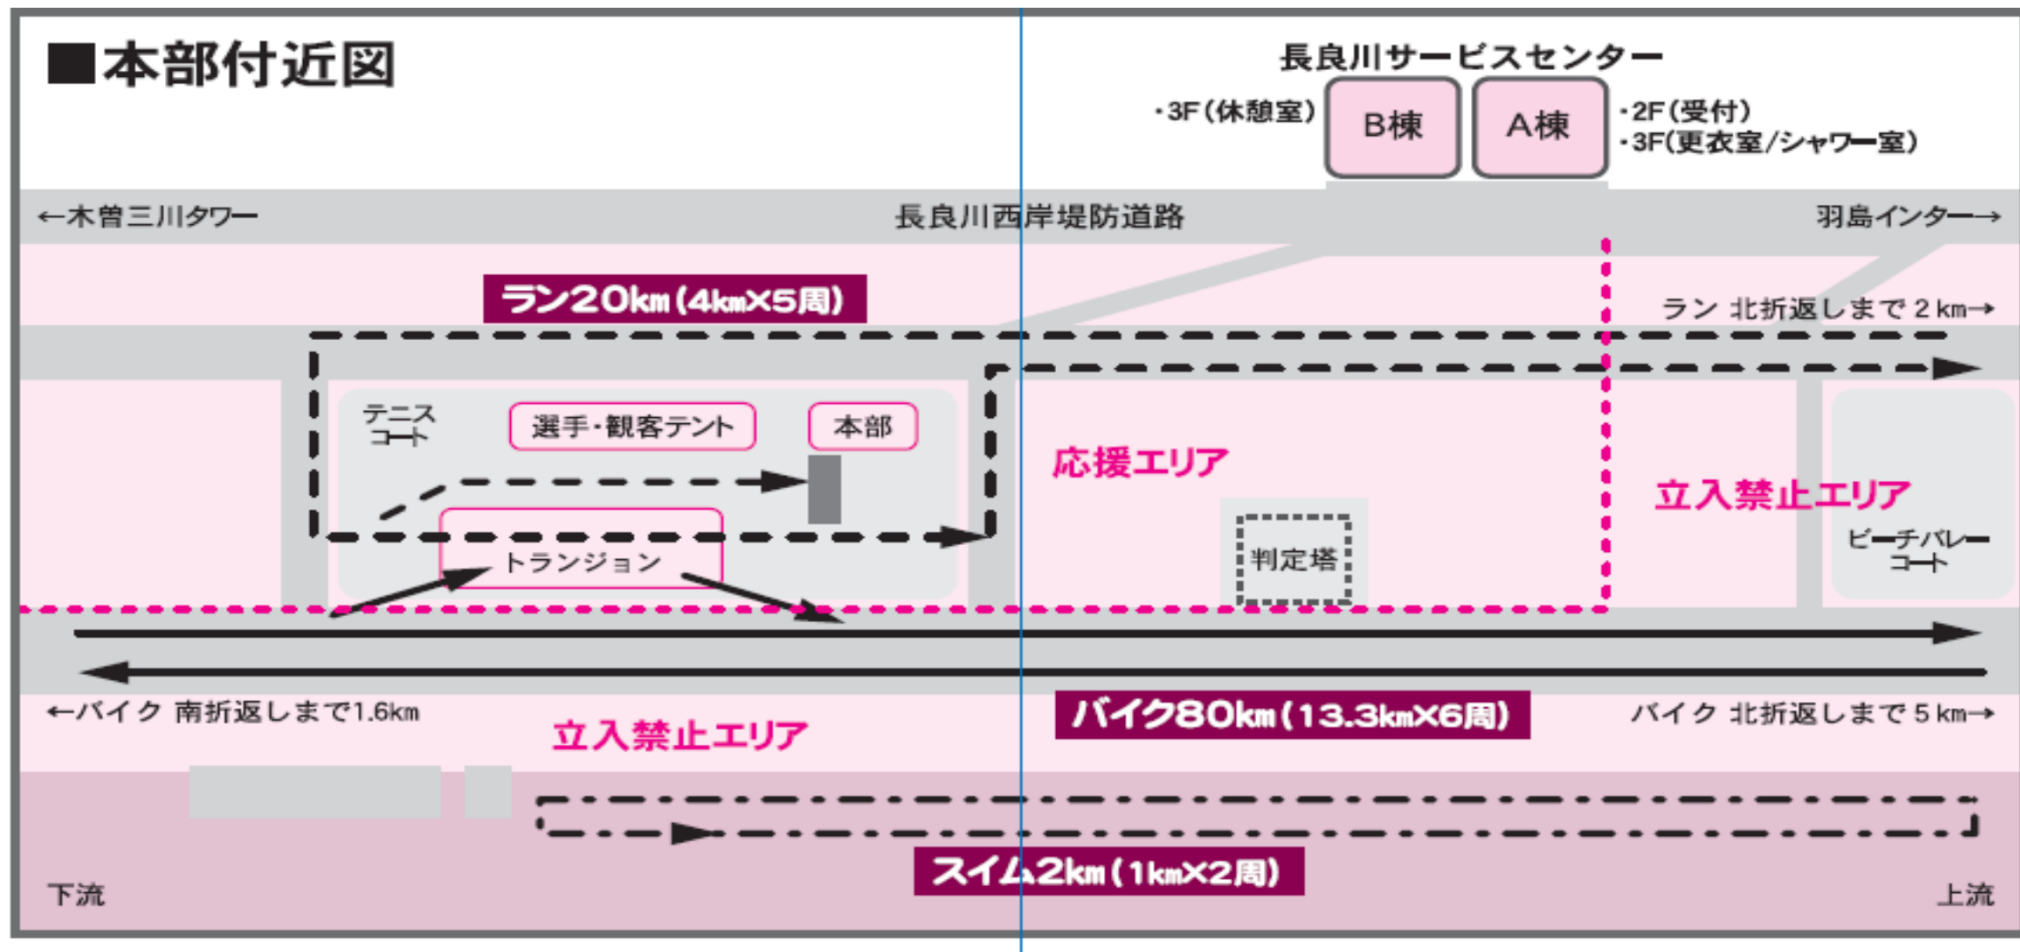 ■本部付近図
長良川サービスセンター
・3F(休憩室)
B棟
A棟
・2F(受付)
・3F(更衣室/シャワー室)
←木曽三川タワー
長良川西岸堤防道路
羽島インター→
ラン20km(4km×5周)
ラン 北折返しまで2km→
テニス
コート
選手・観客テント
本部
応援エリア
立入禁止エリア
トランジョン
判定塔
ビーチバレー
コート
←バイク 南折返しまで1.6km
立入禁止エリア
バイク80km(13.3km×6周)
バイク 北折返しまで5km→
スイム2km(1km×2周)
下流
上流